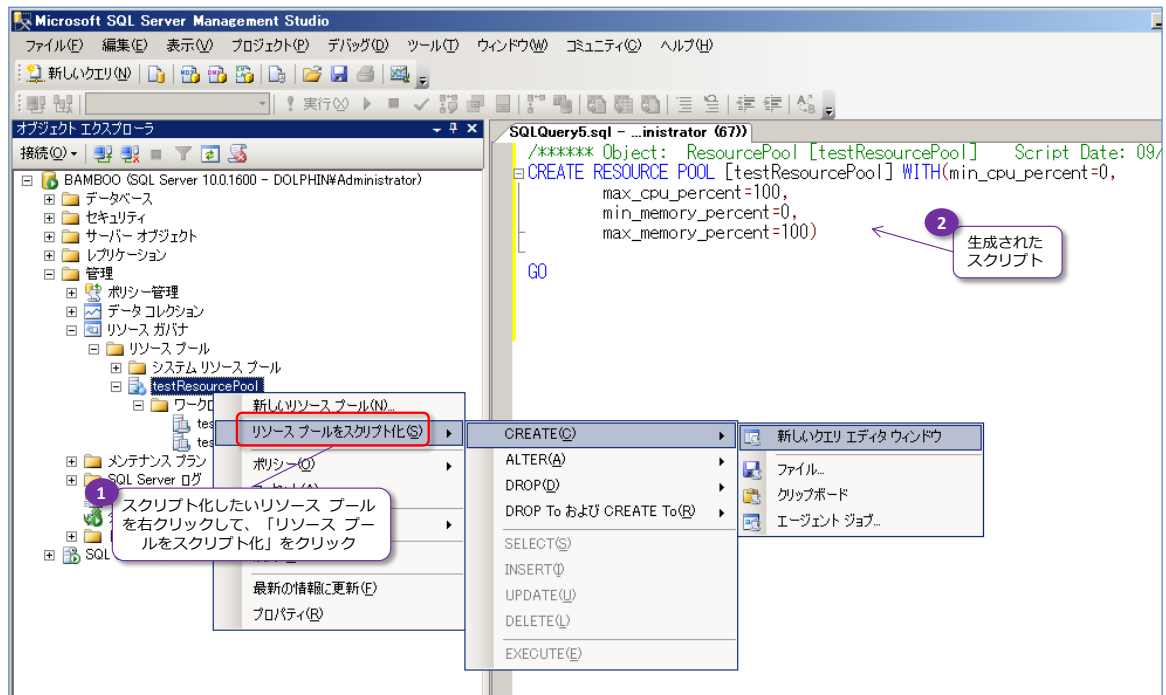 Microsoft SQL Server Management Studio
ファイル(F) 編集(E) 表示(V) プロジェクト(P) デバッグ(D) ツール(T) ウィンドウ(W) コミュニティ(C) ヘルプ(H)
新しいクエリ(N)
実行(X)
オブジェクト エクスプローラ
接続(O)
BAMBOO (SQL Server 10.0.1600 - DOLPHIN¥Administrator)
データベース
セキュリティ
サーバー オブジェクト
レプリケーション
管理
ポリシー管理
データ コレクション
リソース ガバナ
リソース プール
システム リソース プール
testResourcePool
ワークロ
tes
tes
メンテナンス プラン
SQL Server ログ
SQL
新しいリソース プール(N)...
リソース プールをスクリプト化(S)
ポリシー(O)
最新の情報に更新(F)
プロパティ(R)
CREATE(C)
ALTER(A)
DROP(D)
DROP To および CREATE To(R)
SELECT(S)
INSERT(I)
UPDATE(U)
DELETE(L)
EXECUTE(E)
新しいクエリ エディタ ウィンドウ
ファイル...
クリップボード
エージェント ジョブ...
1
スクリプト化したいリソース プール
を右クリックして、「リソース プー
ルをスクリプト化」をクリック
SQLQuery5.sql - ...inistrator (67))
/****** Object: ResourcePool [testResourcePool] Script Date: 09/
CREATE RESOURCE POOL [testResourcePool] WITH(min_cpu_percent=0,
max_cpu_percent=100,
min_memory_percent=0,
max_memory_percent=100)
GO
2
生成された
スクリプト